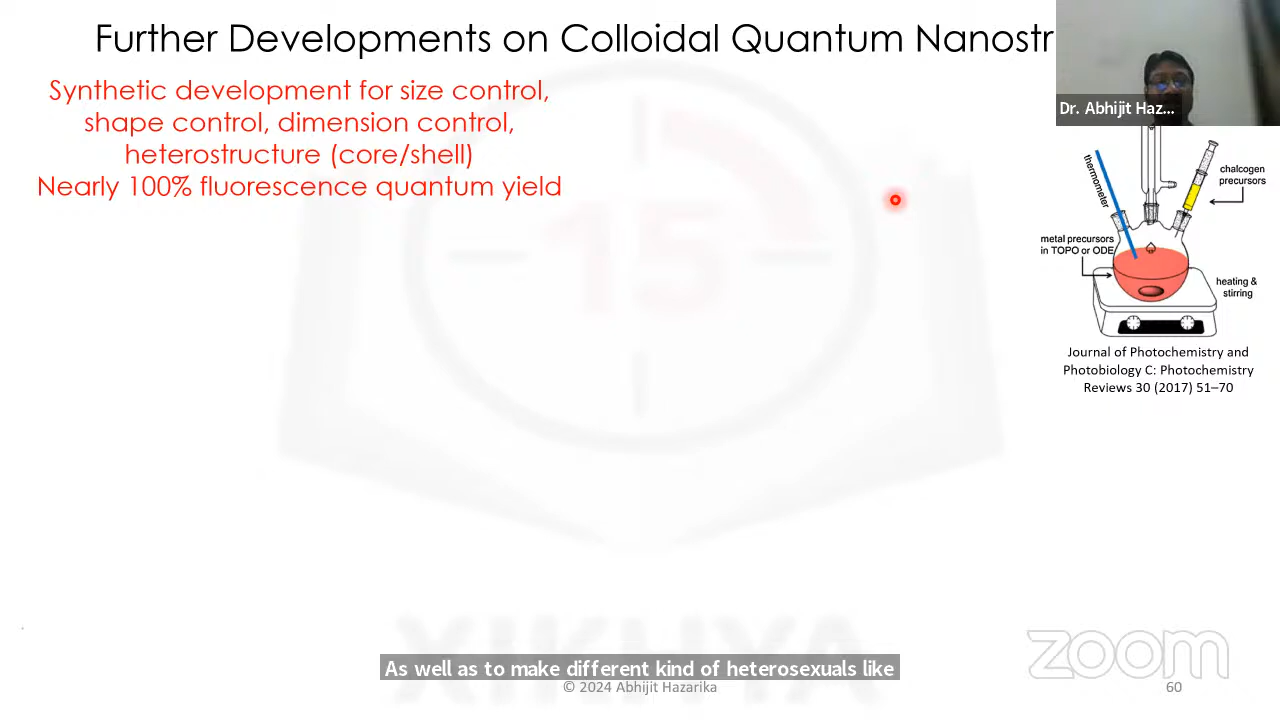 Further Developments on Colloidal Quantum Nanostr
Synthetic development for size control,
shape control, dimension control,
heterostructure (core/shell)
Nearly 100% fluorescence quantum yield
Dr. Abhijit Haz...
thermometer
chalcogen
precursors
metal precursors
in TOPO or ODE
heating &
stirring
Journal of Photochemistry and
Photobiology C: Photochemistry
Reviews 30 (2017) 51–70
15
XIKHYA
zoom
As well as to make different kind of heterosexuals like
© 2024 Abhijit Hazarika
60